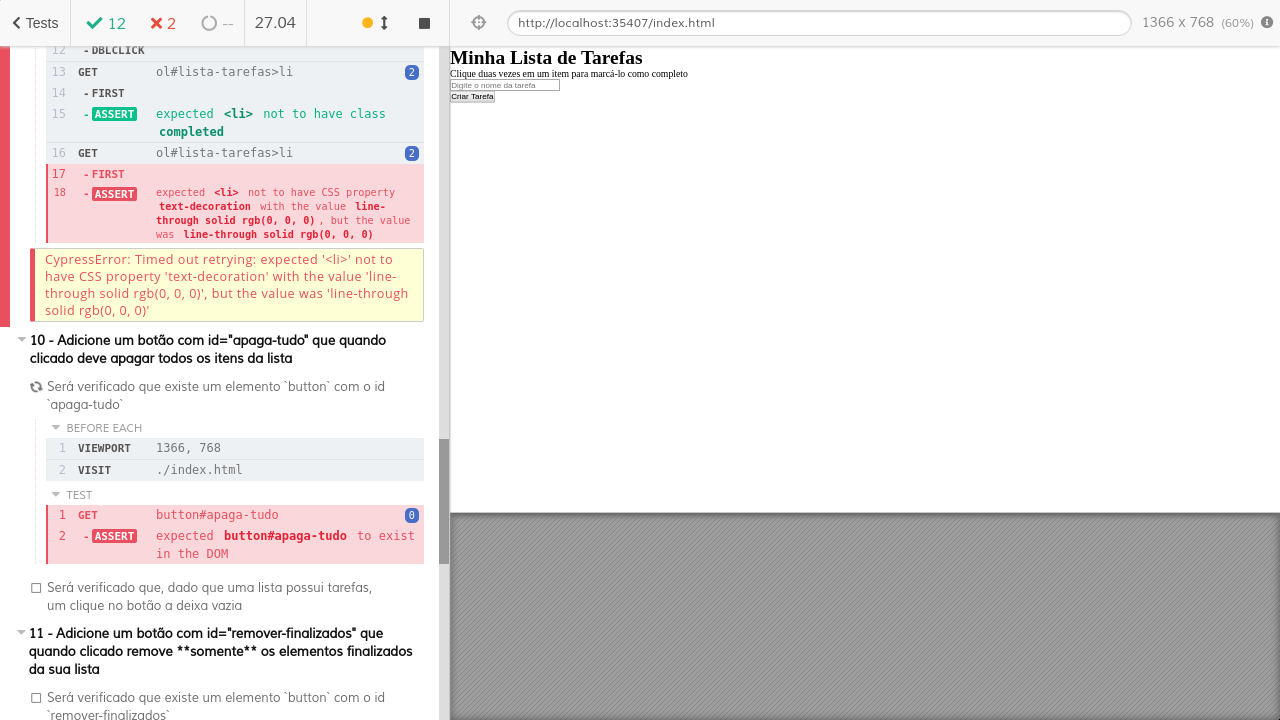 Tests
12
2
--
27.04
http://localhost:35407/index.html
1366 x 768 (60%)
12 - DBLCLICK
13 GET ol#lista-tarefas>li 2
14 - FIRST
15 - ASSERT expected <li> not to have class
completed
16 GET ol#lista-tarefas>li 2
17 - FIRST
18 - ASSERT expected <li> not to have CSS property
text-decoration with the value line-
through solid rgb(0, 0, 0) , but the value
was line-through solid rgb(0, 0, 0)
CypressError: Timed out retrying: expected '<li>' not to
have CSS property 'text-decoration' with the value 'line-
through solid rgb(0, 0, 0)', but the value was 'line-through
solid rgb(0, 0, 0)'
10 - Adicione um botão com id="apaga-tudo" que quando
clicado deve apagar todos os itens da lista
Será verificado que existe um elemento `button` com o id
`apaga-tudo`
BEFORE EACH
1 VIEWPORT 1366, 768
2 VISIT ./index.html
TEST
1 GET button#apaga-tudo 0
2 - ASSERT expected button#apaga-tudo to exist
in the DOM
Será verificado que, dado que uma lista possui tarefas,
um clique no botão a deixa vazia
11 - Adicione um botão com id="remover-finalizados" que
quando clicado remove **somente** os elementos finalizados
da sua lista
Será verificado que existe um elemento `button` com o id
`remover-finalizados`
Minha Lista de Tarefas
Clique duas vezes em um item para marcá-lo como completo
Digite o nome da tarefa
Criar Tarefa